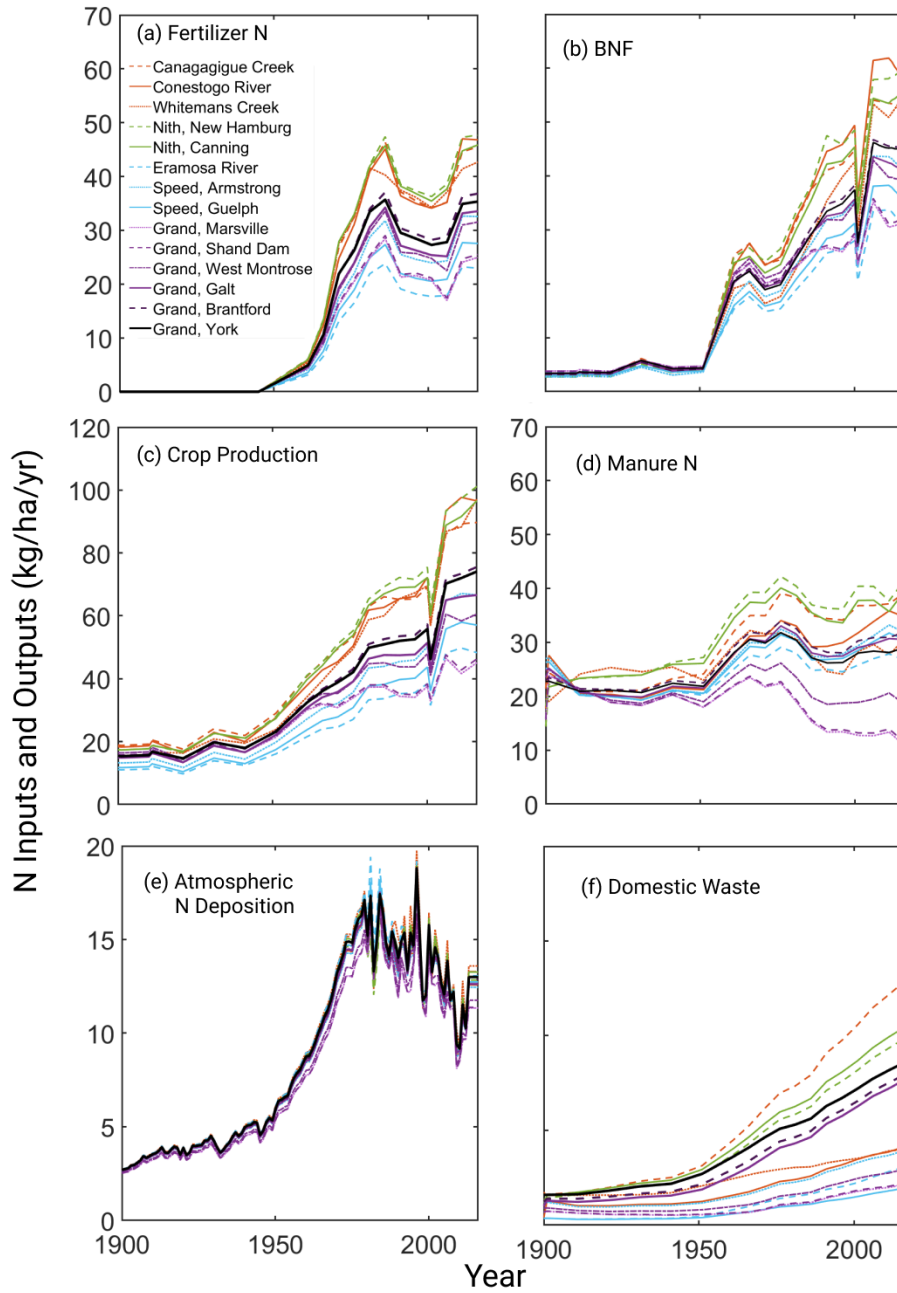 N Inputs and Outputs (kg/ha/yr)
(a) Fertilizer N
70
60
50
40
30
20
10
0
Canagagigue Creek
Conestogo River
Whitemans Creek
Nith, New Hamburg
Nith, Canning
Eramosa River
Speed, Armstrong
Speed, Guelph
Grand, Marsville
Grand, Shand Dam
Grand, West Montrose
Grand, Galt
Grand, Brantford
Grand, York
(b) BNF
(c) Crop Production
120
100
80
60
40
20
0
(d) Manure N
70
60
50
40
30
20
10
0
(e) Atmospheric
N Deposition
20
15
10
5
0
1900
1950
2000
(f) Domestic Waste
1900
1950
2000
Year